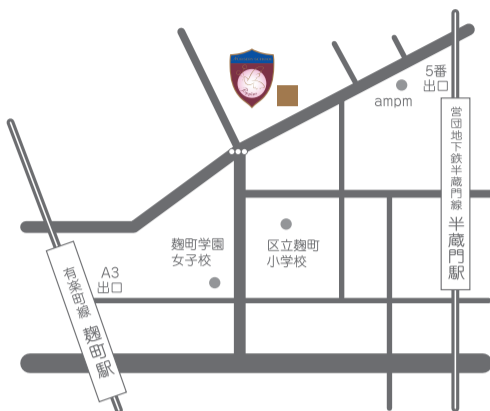 5番
出口
ampm
営団地下鉄半蔵門線 半蔵門駅
麹町学園
女子校
区立麹町
小学校
A3
出口
有楽町線 麹町駅